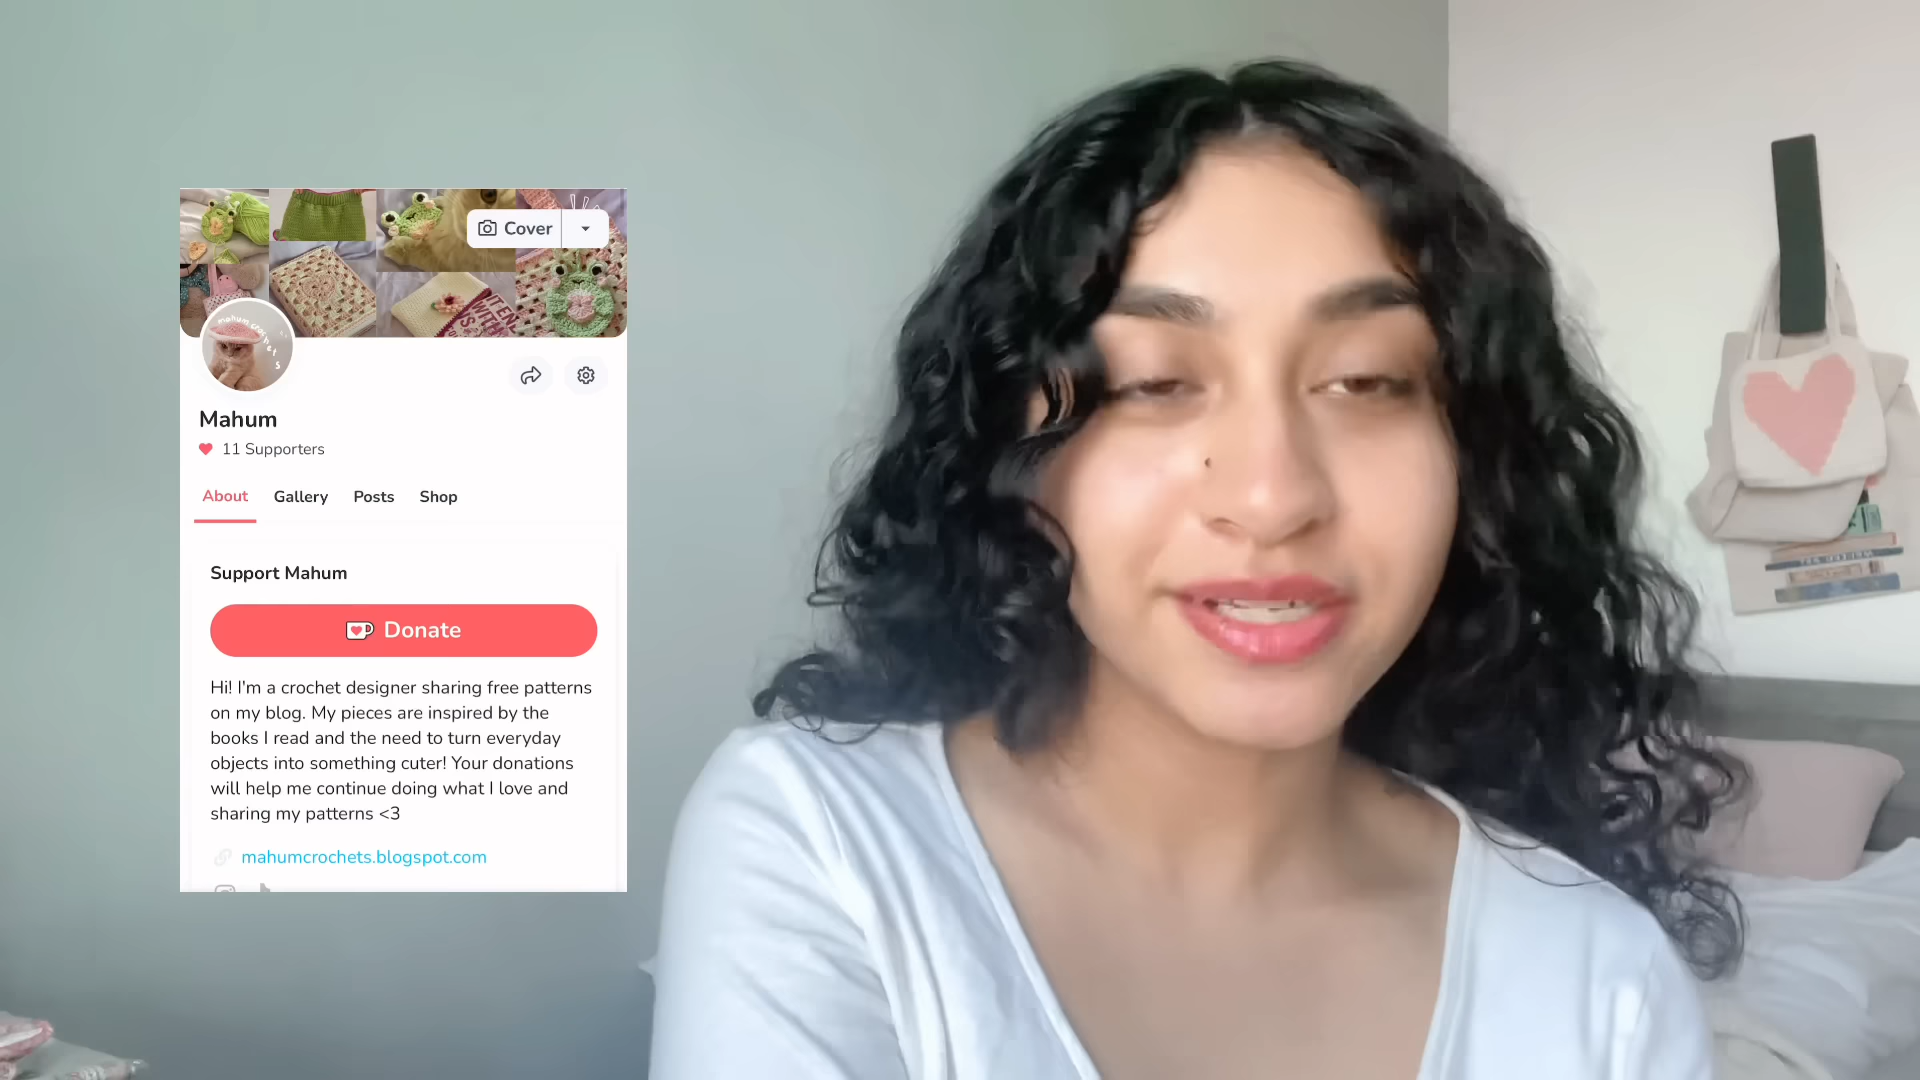 Cover
mahum crochets
Mahum
11 Supporters
About Gallery Posts Shop
Support Mahum
Donate
Hi! I'm a crochet designer sharing free patterns
on my blog. My pieces are inspired by the
books I read and the need to turn everyday
objects into something cuter! Your donations
will help me continue doing what I love and
sharing my patterns <3
mahumcrochets.blogspot.com